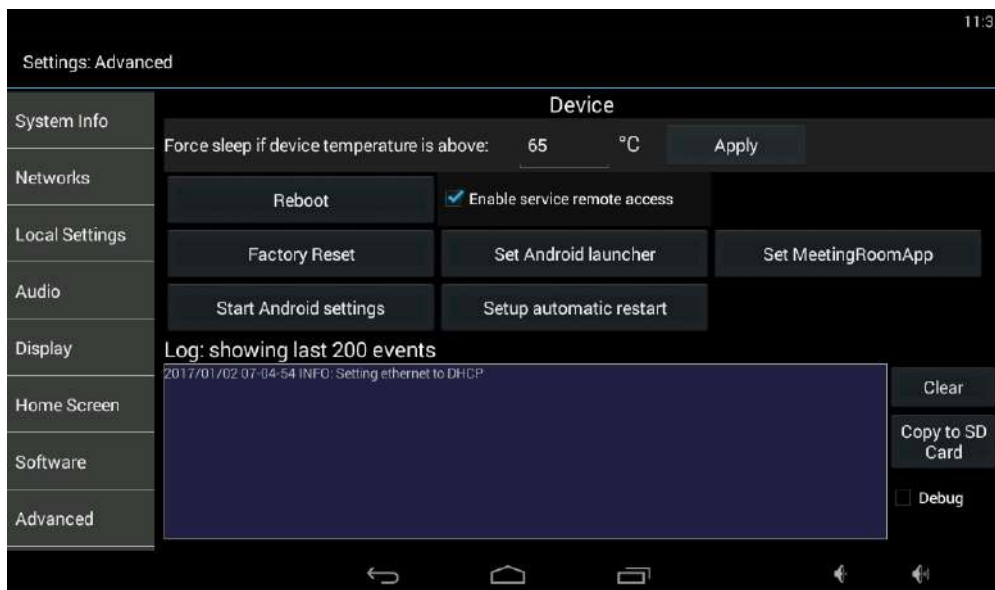 11:3
Settings: Advanced
System Info
Networks
Local Settings
Audio
Display
Home Screen
Software
Advanced
Device
Force sleep if device temperature is above: 65 °C Apply
Reboot Enable service remote access
Factory Reset Set Android launcher Set MeetingRoomApp
Start Android settings Setup automatic restart
Log: showing last 200 events
2017/01/02 07-04-54 INFO: Setting ethernet to DHCP
Clear
Copy to SD
Card
Debug